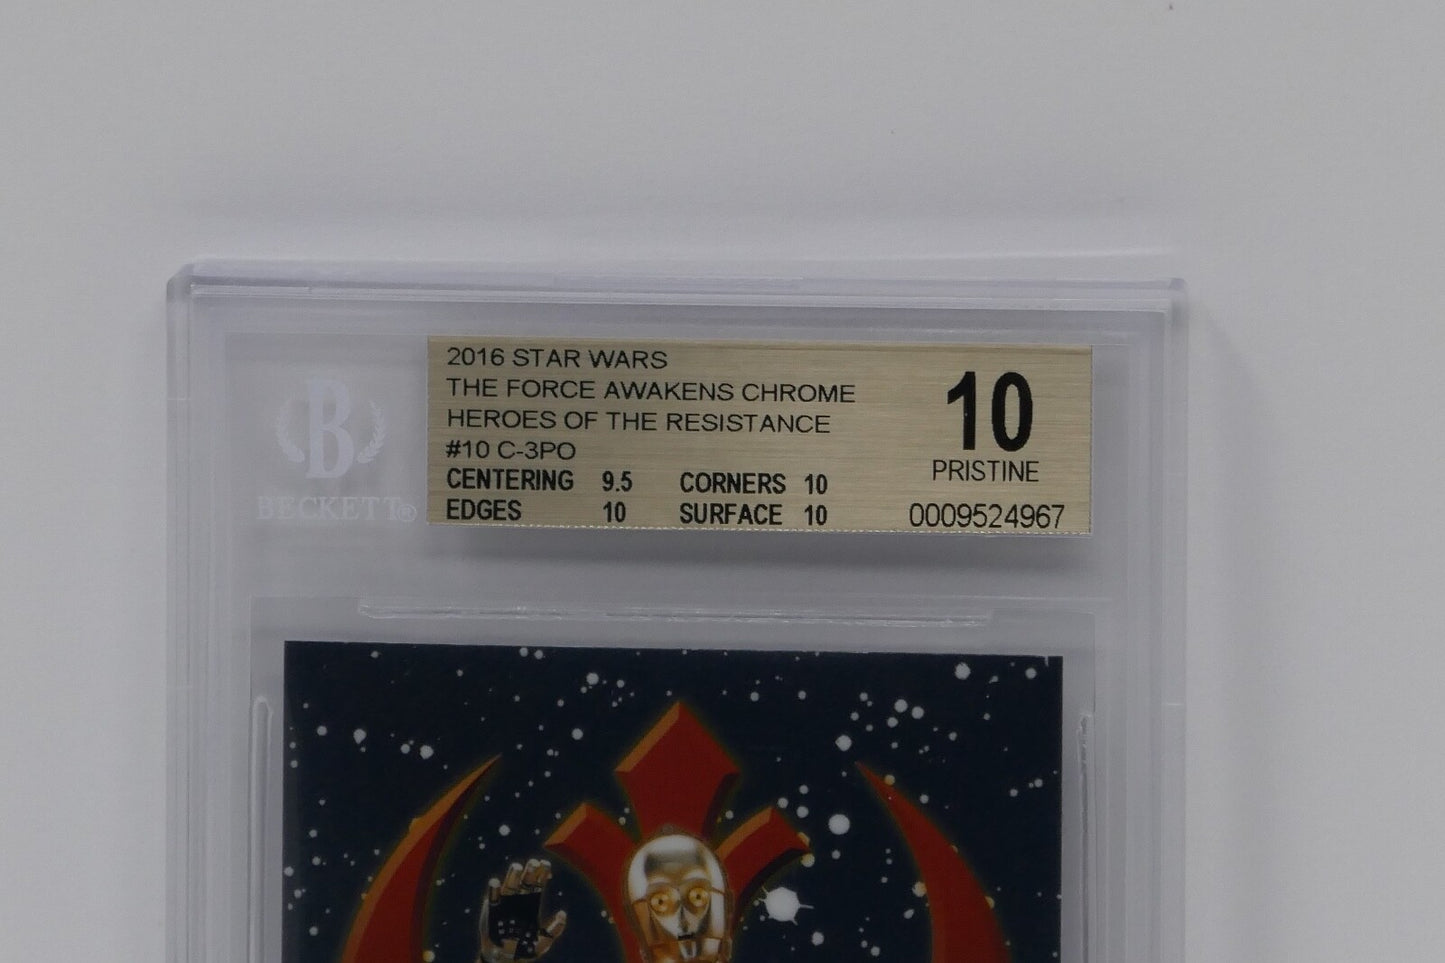 2016 STAR WARS
THE FORCE AWAKENS CHROME
HEROES OF THE RESISTANCE
#10 C-3PO
CENTERING 9.5 CORNERS 10
EDGES 10 SURFACE 10
10
PRISTINE
0009524967
B
BECKETT®